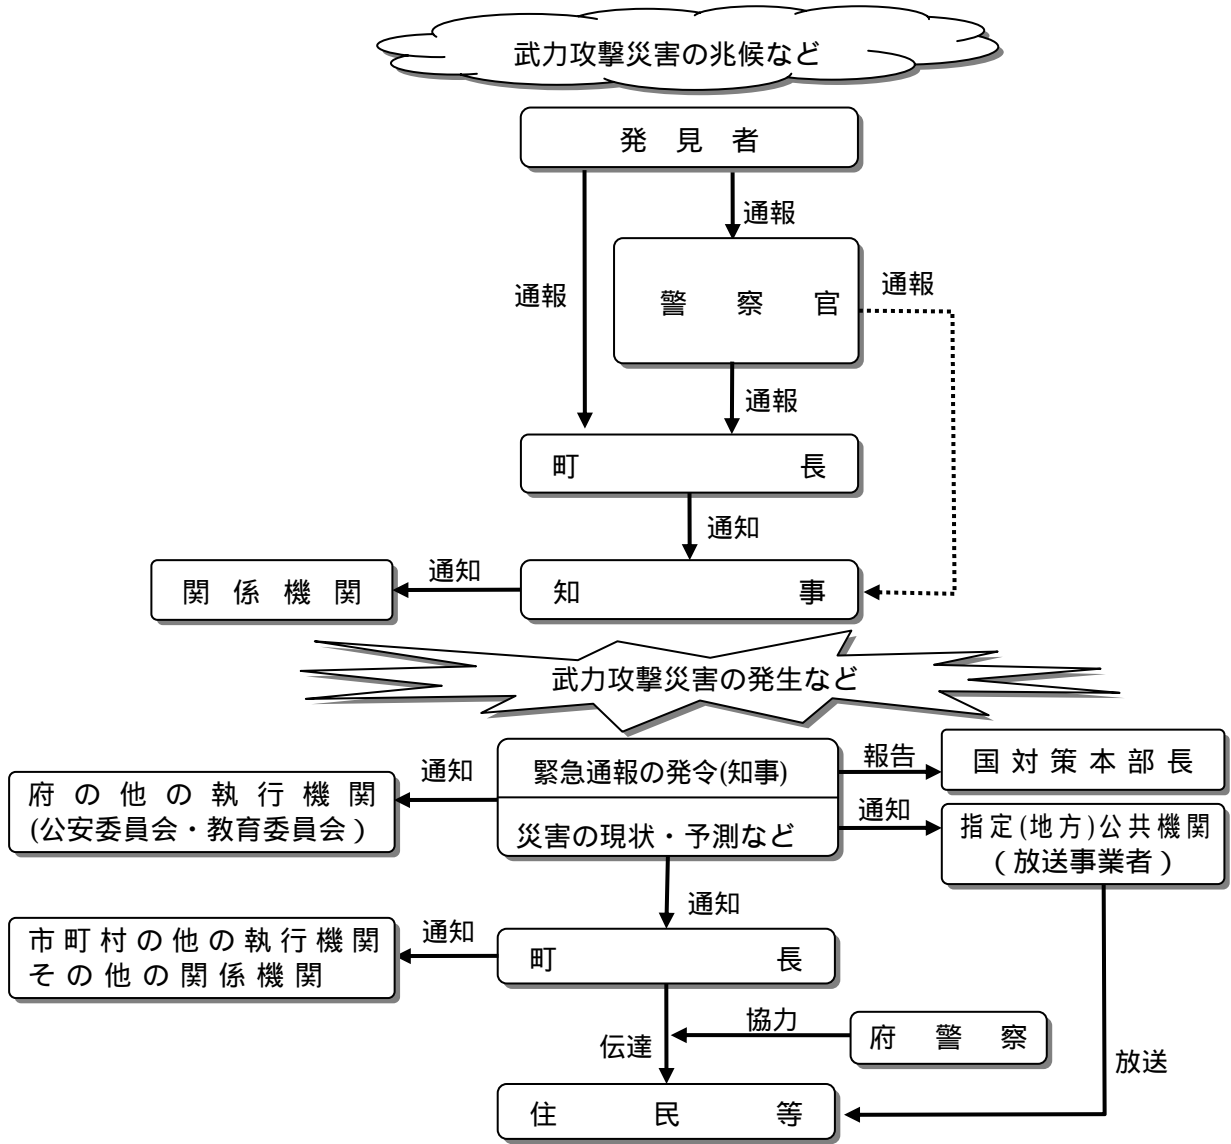 武力攻撃災害の兆候など
発見者
通報
通報
警察官
通報
通報
町長
通知
関係機関
通知
知事
武力攻撃災害の発生など
通知
緊急通報の発令(知事)
報告
国対策本部長
府の他の執行機関
(公安委員会・教育委員会)
災害の現状・予測など
通知
指定(地方)公共機関
(放送事業者)
通知
市町村の他の執行機関
その他の関係機関
通知
町長
協力
府警察
伝達
放送
住民等